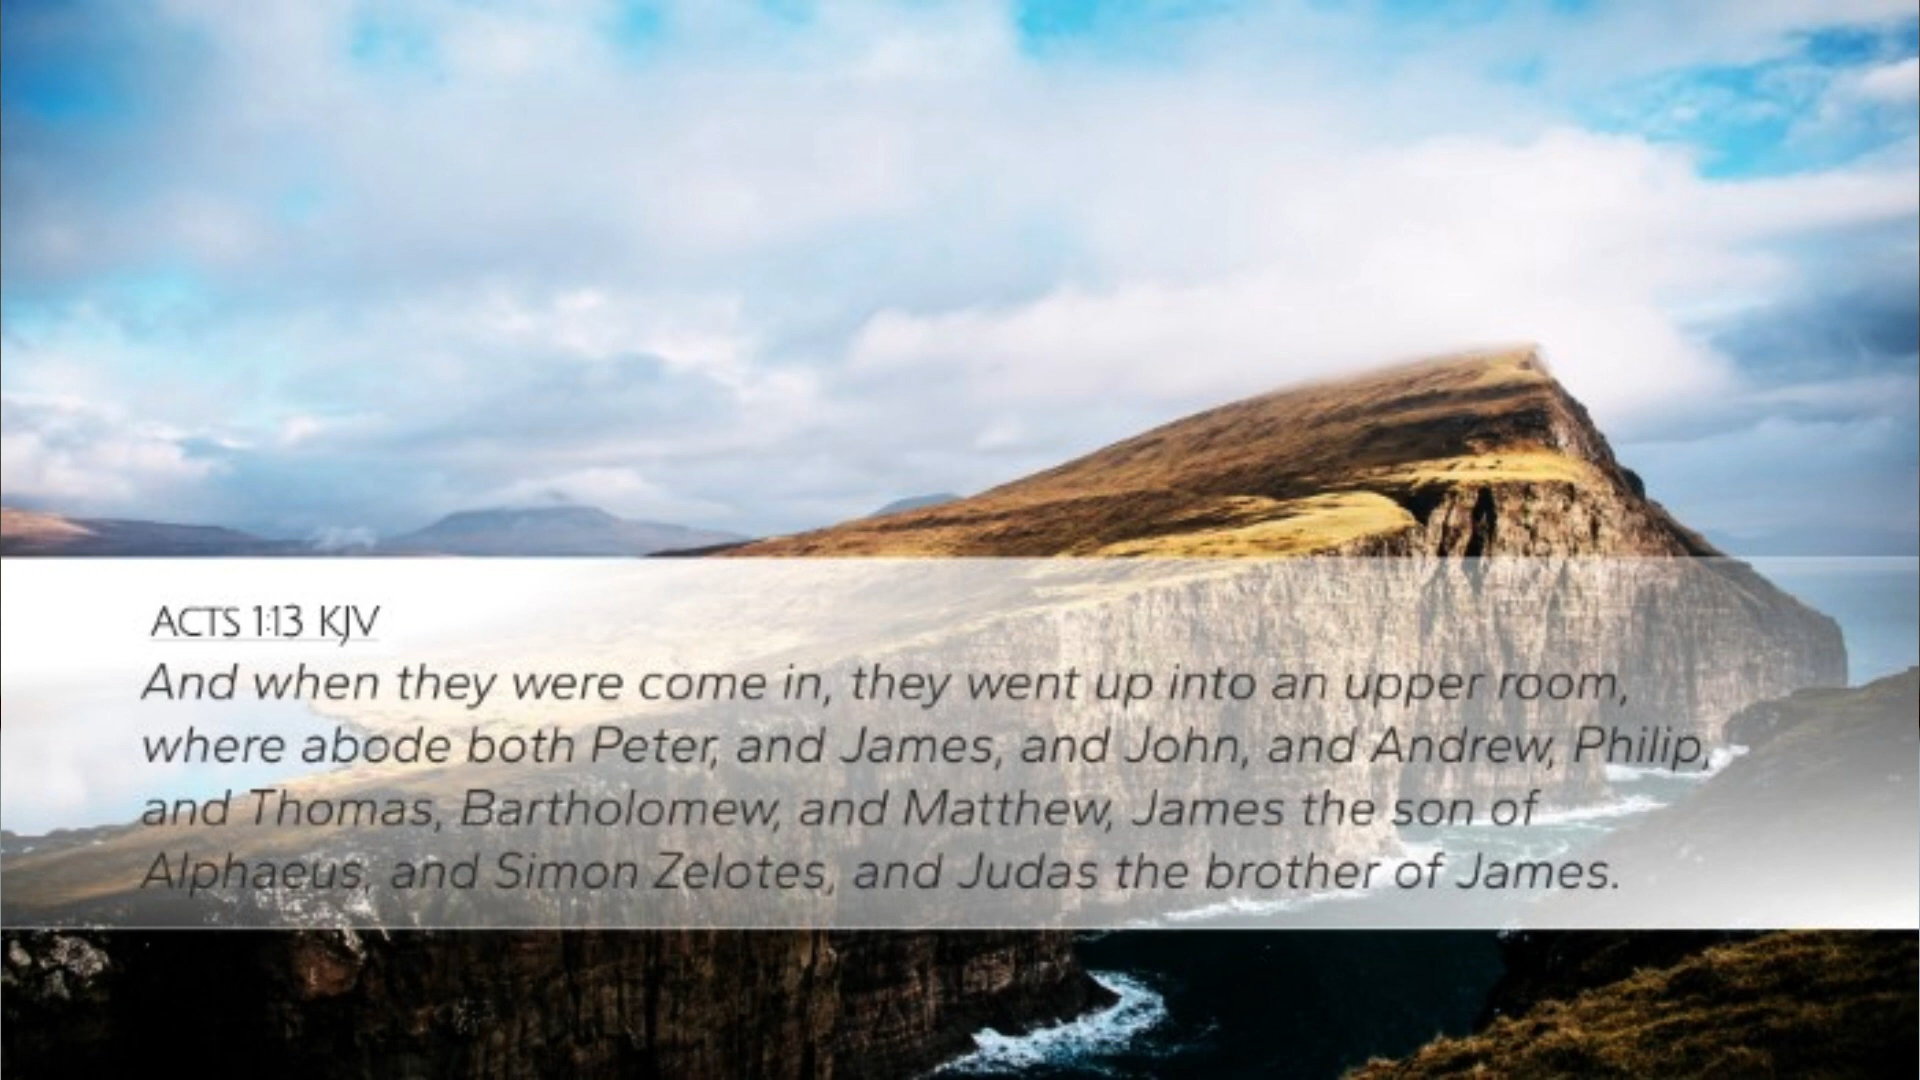 ACTS 1:13 KJV
And when they were come in, they went up into an upper room,
where abode both Peter, and James, and John, and Andrew, Philip,
and Thomas, Bartholomew, and Matthew, James the son of
Alphaeus, and Simon Zelotes, and Judas the brother of James.